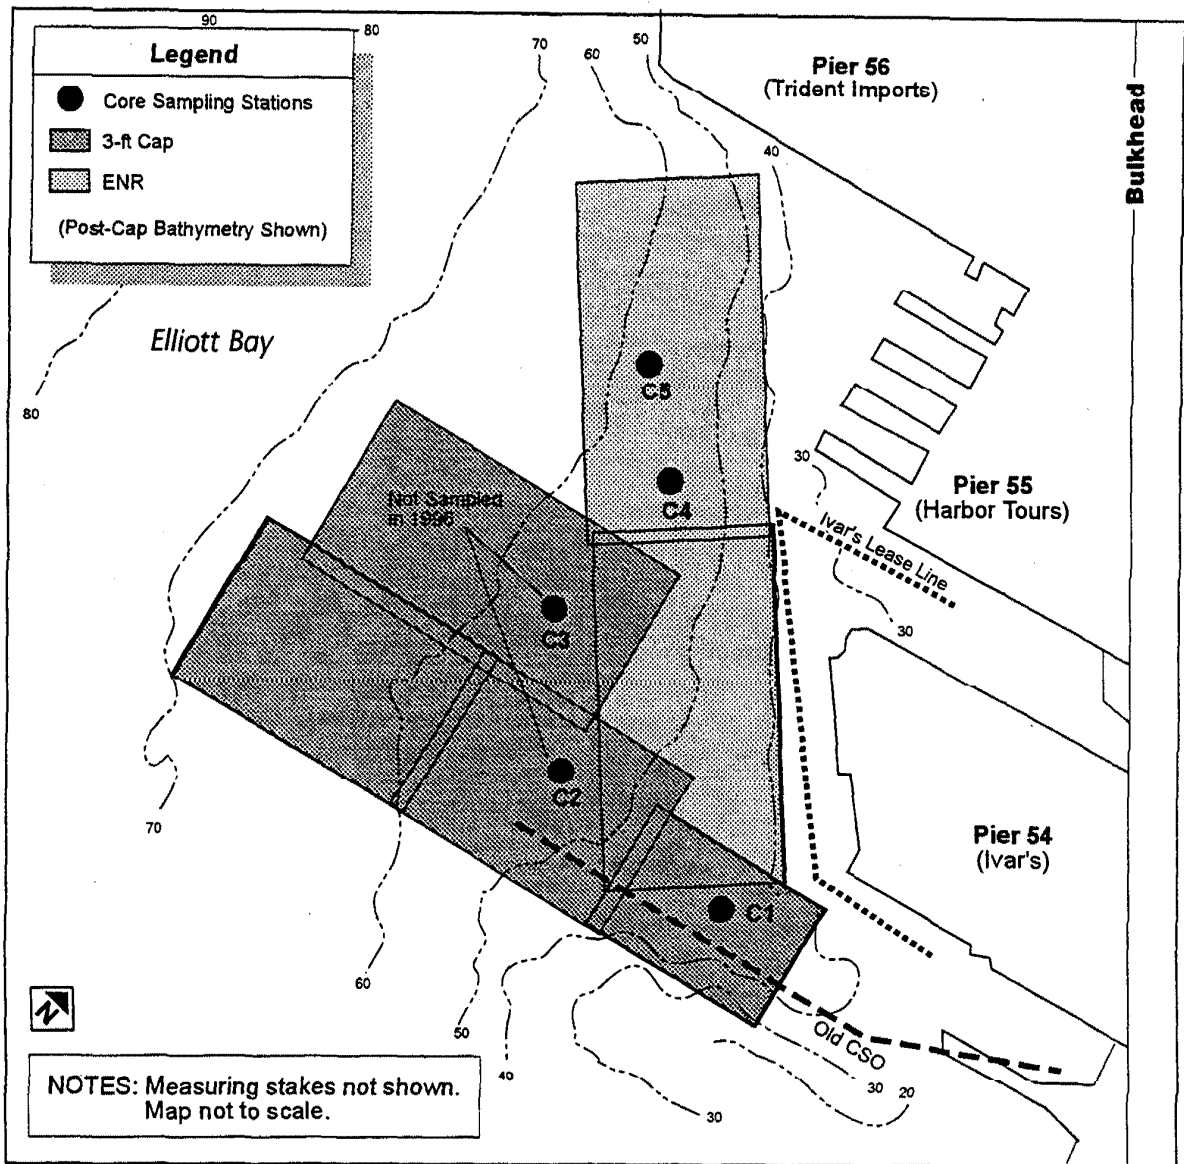 90
80
70
60
50
Legend
Core Sampling Stations
3-ft Cap
ENR
(Post-Cap Bathymetry Shown)
Pier 56
(Trident Imports)
Bulkhead
40
Elliott Bay
80
C5
C4
30
Pier 55
(Harbor Tours)
Not Sampled
in 1996
Ivar's Lease Line
30
C3
C2
70
Pier 54
(Ivar's)
C1
60
50
40
Old CSO
30
20
30
N
NOTES: Measuring stakes not shown.
Map not to scale.